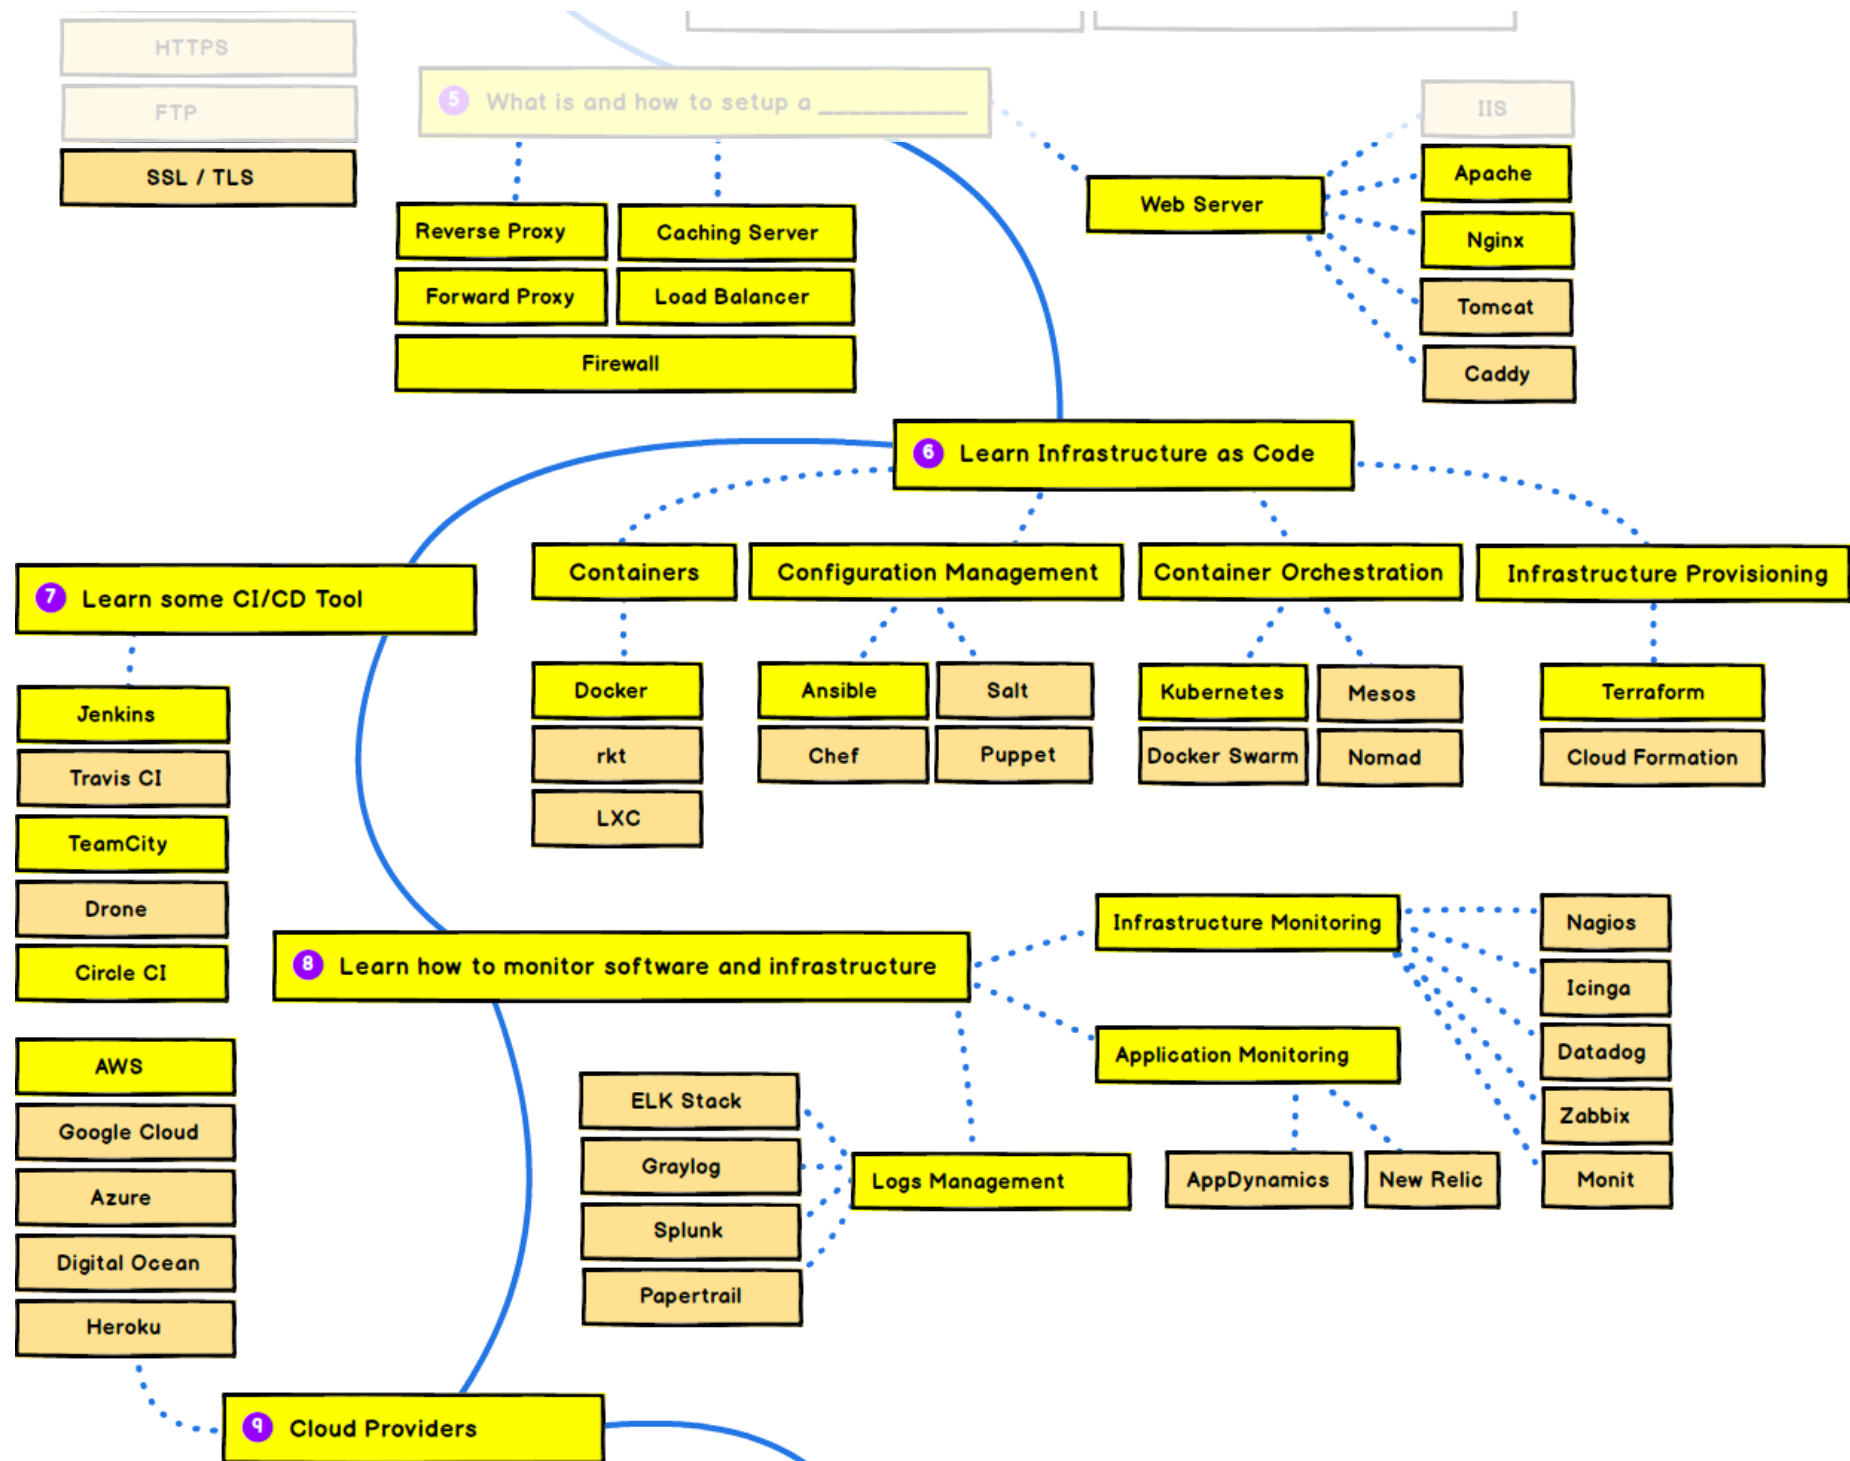 HTTPS
FTP
SSL / TLS
5 What is and how to setup a __________
Reverse Proxy
Caching Server
Forward Proxy
Load Balancer
Firewall
Web Server
IIS
Apache
Nginx
Tomcat
Caddy
6 Learn Infrastructure as Code
Containers
Configuration Management
Container Orchestration
Infrastructure Provisioning
Docker
rkt
LXC
Ansible
Salt
Chef
Puppet
Kubernetes
Mesos
Docker Swarm
Nomad
Terraform
Cloud Formation
7 Learn some CI/CD Tool
Jenkins
Travis CI
TeamCity
Drone
Circle CI
8 Learn how to monitor software and infrastructure
Infrastructure Monitoring
Nagios
Icinga
Datadog
Zabbix
Monit
Application Monitoring
AppDynamics
New Relic
Logs Management
ELK Stack
Graylog
Splunk
Papertrail
AWS
Google Cloud
Azure
Digital Ocean
Heroku
9 Cloud Providers